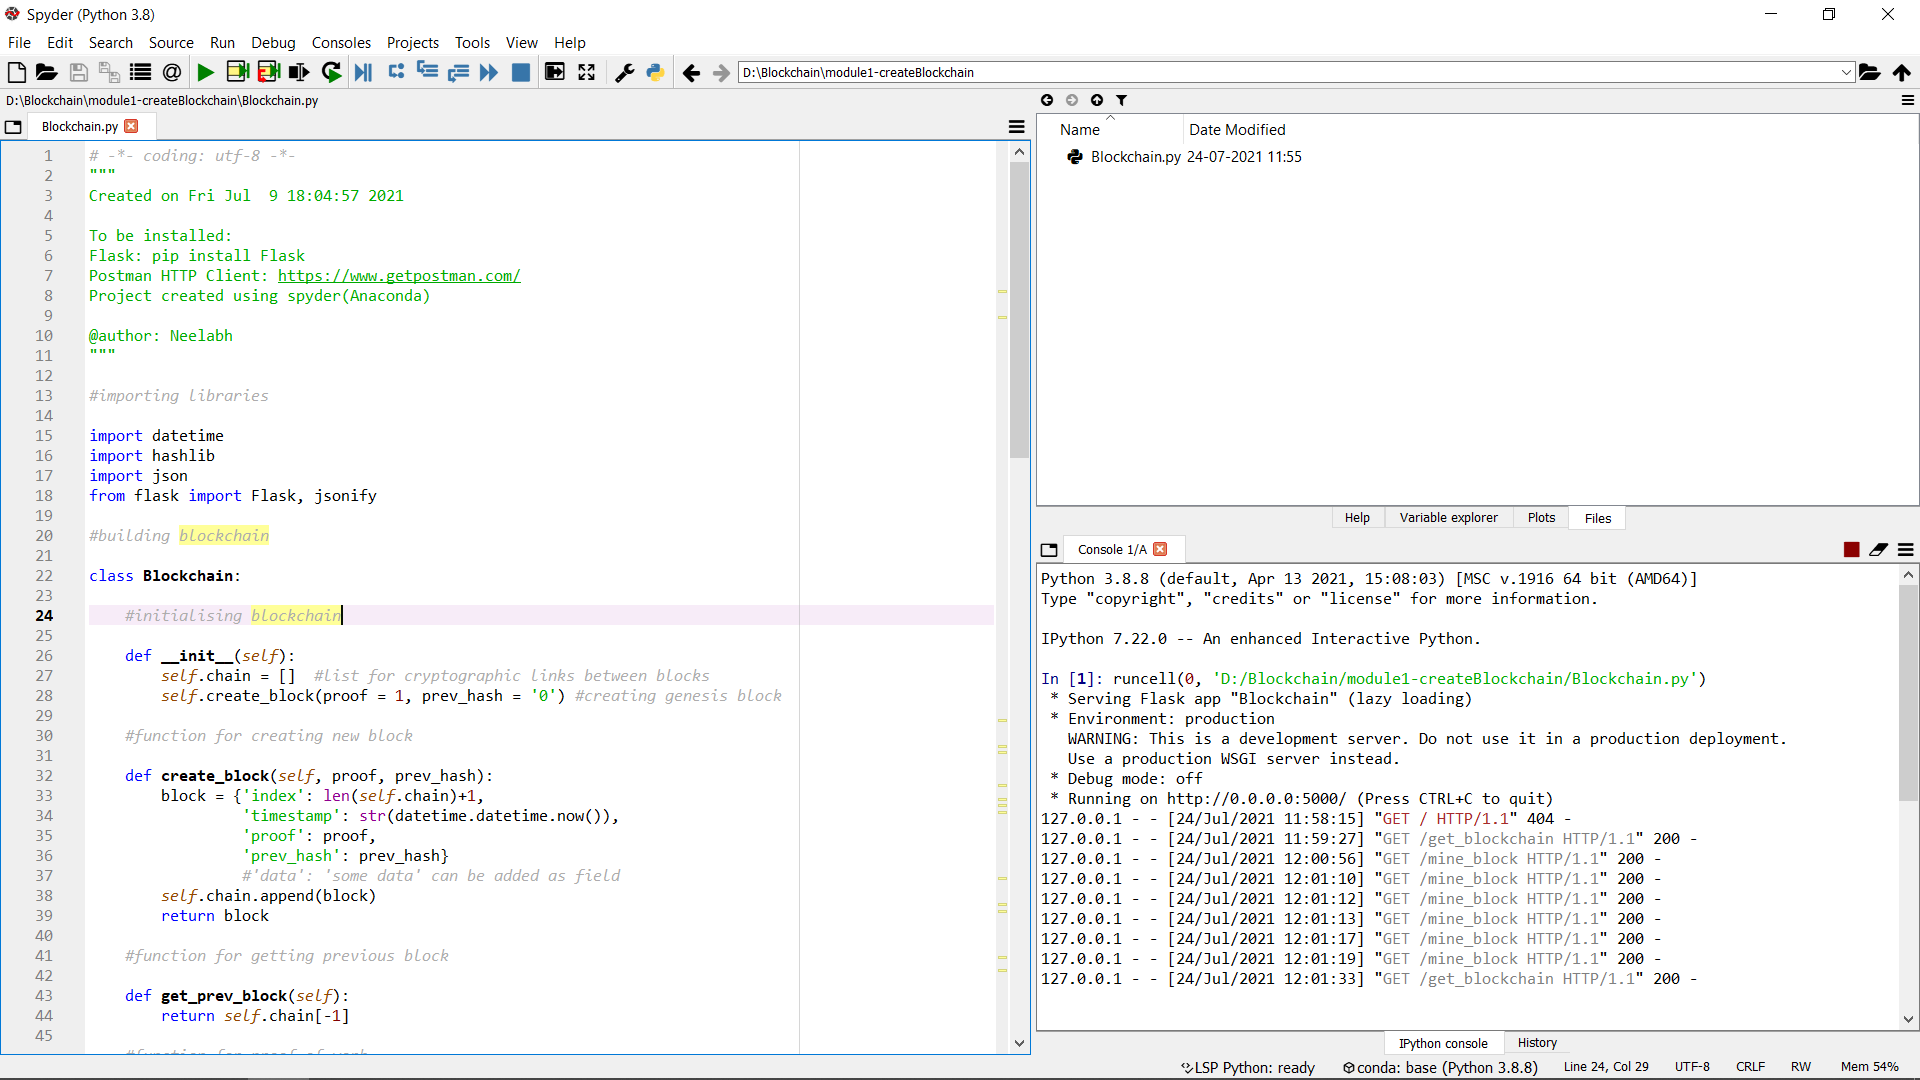 Spyder (Python 3.8)
File Edit Search Source Run Debug Consoles Projects Tools View Help
D:\Blockchain\module1-createBlockchain
D:\Blockchain\module1-createBlockchain\Blockchain.py
Blockchain.py
1 # -*- coding: utf-8 -*-
2 """
3 Created on Fri Jul  9 18:04:57 2021
4
5 To be installed:
6 Flask: pip install Flask
7 Postman HTTP Client: https://www.getpostman.com/
8 Project created using spyder(Anaconda)
9
10 @author: Neelabh
11 """
12
13 #importing libraries
14
15 import datetime
16 import hashlib
17 import json
18 from flask import Flask, jsonify
19
20 #building blockchain
21
22 class Blockchain:
23
24     #initialising blockchain
25
26     def __init__(self):
27         self.chain = []  #list for cryptographic links between blocks
28         self.create_block(proof = 1, prev_hash = '0') #creating genesis block
29
30     #function for creating new block
31
32     def create_block(self, proof, prev_hash):
33         block = {'index': len(self.chain)+1,
34                  'timestamp': str(datetime.datetime.now()),
35                  'proof': proof,
36                  'prev_hash': prev_hash}
37                  #'data': 'some data' can be added as field
38         self.chain.append(block)
39         return block
40
41     #function for getting previous block
42
43     def get_prev_block(self):
44         return self.chain[-1]
45
Name Date Modified
Blockchain.py 24-07-2021 11:55
Help Variable explorer Plots Files
Console 1/A
Python 3.8.8 (default, Apr 13 2021, 15:08:03) [MSC v.1916 64 bit (AMD64)]
Type "copyright", "credits" or "license" for more information.
IPython 7.22.0 -- An enhanced Interactive Python.
In [1]: runcell(0, 'D:/Blockchain/module1-createBlockchain/Blockchain.py')
 * Serving Flask app "Blockchain" (lazy loading)
 * Environment: production
   WARNING: This is a development server. Do not use it in a production deployment.
   Use a production WSGI server instead.
 * Debug mode: off
 * Running on http://0.0.0.0:5000/ (Press CTRL+C to quit)
127.0.0.1 - - [24/Jul/2021 11:58:15] "GET / HTTP/1.1" 404 -
127.0.0.1 - - [24/Jul/2021 11:59:27] "GET /get_blockchain HTTP/1.1" 200 -
127.0.0.1 - - [24/Jul/2021 12:00:56] "GET /mine_block HTTP/1.1" 200 -
127.0.0.1 - - [24/Jul/2021 12:01:10] "GET /mine_block HTTP/1.1" 200 -
127.0.0.1 - - [24/Jul/2021 12:01:12] "GET /mine_block HTTP/1.1" 200 -
127.0.0.1 - - [24/Jul/2021 12:01:13] "GET /mine_block HTTP/1.1" 200 -
127.0.0.1 - - [24/Jul/2021 12:01:17] "GET /mine_block HTTP/1.1" 200 -
127.0.0.1 - - [24/Jul/2021 12:01:19] "GET /mine_block HTTP/1.1" 200 -
127.0.0.1 - - [24/Jul/2021 12:01:33] "GET /get_blockchain HTTP/1.1" 200 -
IPython console History
LSP Python: ready conda: base (Python 3.8.8) Line 24, Col 29 UTF-8 CRLF RW Mem 54%